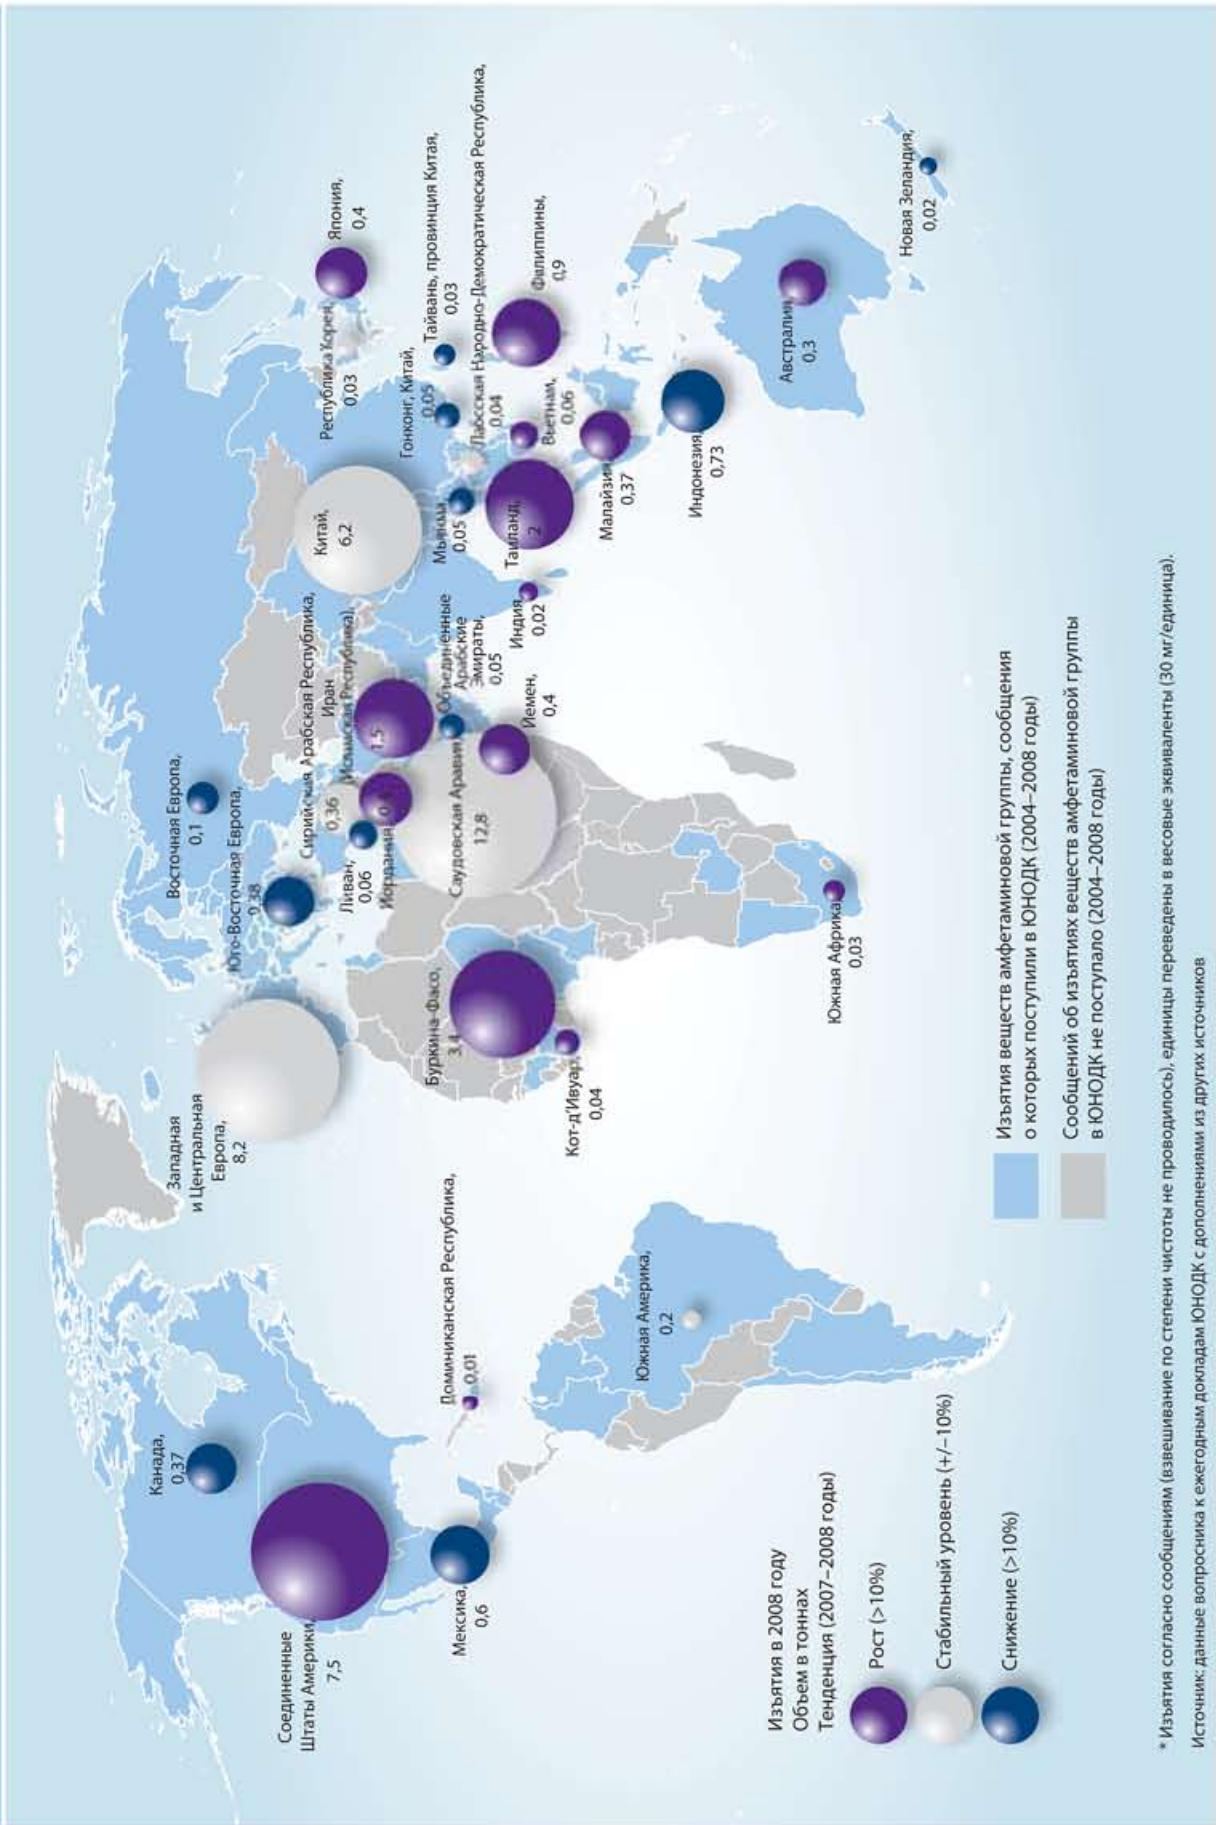 Канада,
0,37
Соединенные
Штаты Америки,
7,5
Мексика,
0,6
Доминиканская Республика,
0,01
Южная Америка,
0,2
Западная
и Центральная
Европа,
8,2
Восточная Европа,
0,1
Юго-Восточная Европа,
0,38
Сирийская Арабская Республика,
0,36
Ливан,
0,06
Иордания,
Иран
(Исламская Республика),
1,5
Саудовская Аравия,
12,8
Объединенные
Арабские
Эмираты,
0,05
Йемен,
0,4
Буркина-Фасо,
3,4
Кот-д'Ивуар,
0,04
Южная Африка,
0,03
Индия,
0,02
Китай,
6,2
Республика Корея,
0,03
Япония,
0,4
Гонконг, Китай,
0,05
Тайвань, провинция Китая,
0,03
Лаосская Народно-Демократическая Республика,
0,04
Мьянма,
0,05
Таиланд,
2
Вьетнам,
0,06
Филиппины,
0,9
Малайзия,
0,37
Индонезия,
0,73
Австралия,
0,3
Новая Зеландия,
0,02
Изъятия в 2008 году
Объем в тоннах
Тенденция (2007–2008 годы)
Рост (>10%)
Стабильный уровень (+/–10%)
Снижение (>10%)
Изъятия веществ амфетаминовой группы, сообщения
о которых поступили в ЮНОДК (2004–2008 годы)
Сообщений об изъятиях веществ амфетаминовой группы
в ЮНОДК не поступало (2004–2008 годы)
* Изъятия согласно сообщениям (взвешивание по степени чистоты не проводилось), единицы переведены в весовые эквиваленты (30 мг/единица).
Источник: данные вопросника к ежегодным докладам ЮНОДК с дополнениями из других источников